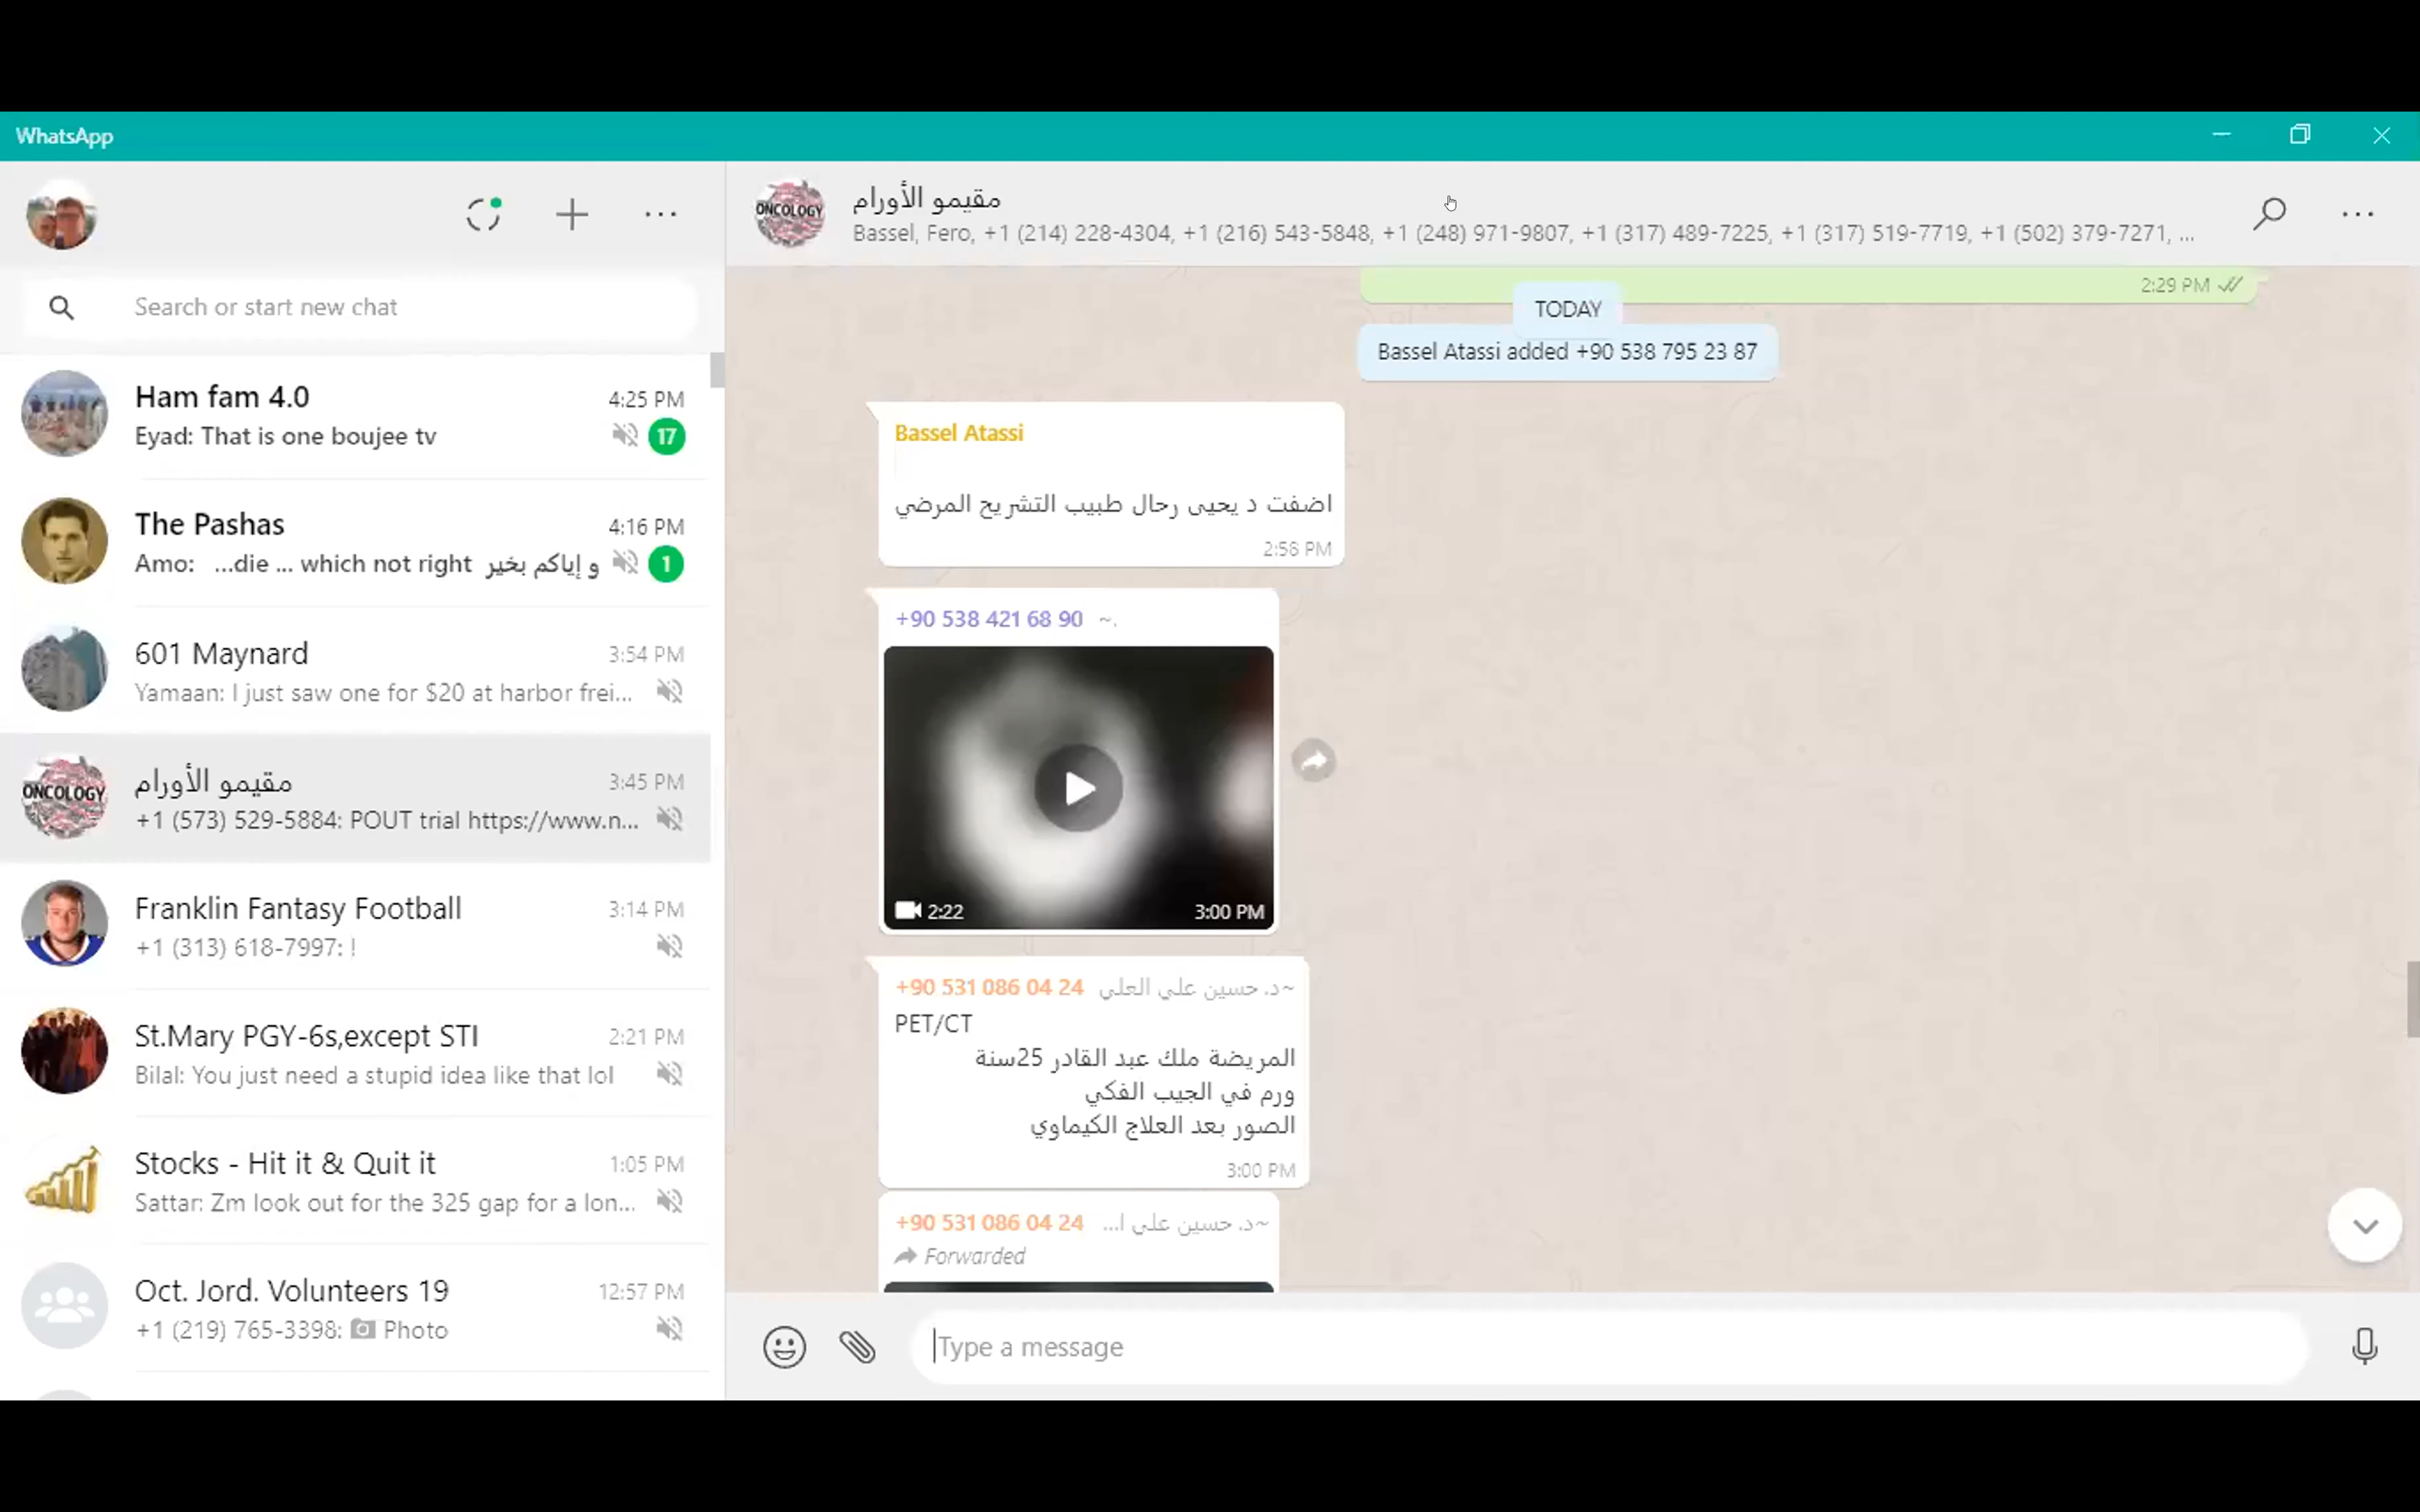 WhatsApp
Search or start new chat
Ham fam 4.0
4:25 PM
Eyad: That is one boujee tv
17
The Pashas
4:16 PM
Amo: ...die ... which not right و إياكم بخير
1
601 Maynard
3:54 PM
Yamaan: I just saw one for $20 at harbor frei...
ONCOLOGY
مقيمو الأورام
3:45 PM
+1 (573) 529-5884: POUT trial https://www.n...
Franklin Fantasy Football
3:14 PM
+1 (313) 618-7997: !
St.Mary PGY-6s,except STI
2:21 PM
Bilal: You just need a stupid idea like that lol
Stocks - Hit it & Quit it
1:05 PM
Sattar: Zm look out for the 325 gap for a lon...
Oct. Jord. Volunteers 19
12:57 PM
+1 (219) 765-3398: Photo
ONCOLOGY
مقيمو الأورام
Bassel, Fero, +1 (214) 228-4304, +1 (216) 543-5848, +1 (248) 971-9807, +1 (317) 489-7225, +1 (317) 519-7719, +1 (502) 379-7271, ...
2:29 PM
TODAY
Bassel Atassi added +90 538 795 23 87
Bassel Atassi
اضفت د يحيى رحال طبيب التشريح المرضي
2:58 PM
+90 538 421 68 90 ~.
2:22
3:00 PM
+90 531 086 04 24 ~د. حسين علي العلي
PET/CT
المريضة ملك عبد القادر 25سنة
ورم في الجيب الفكي
الصور بعد العلاج الكيماوي
3:00 PM
+90 531 086 04 24 ~د. حسين علي ا...
Forwarded
Type a message